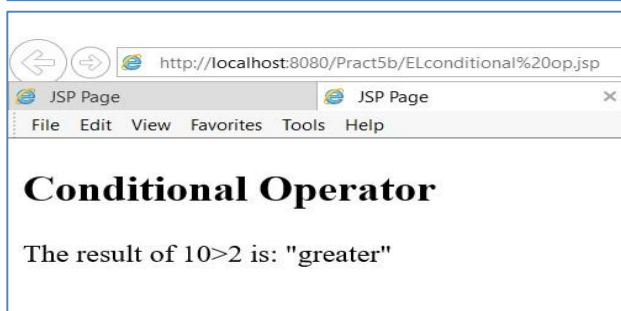 http://localhost:8080/Pract5b/ELconditional%20op.jsp
JSP Page JSP Page ×
File Edit View Favorites Tools Help
Conditional Operator
The result of 10>2 is: "greater"